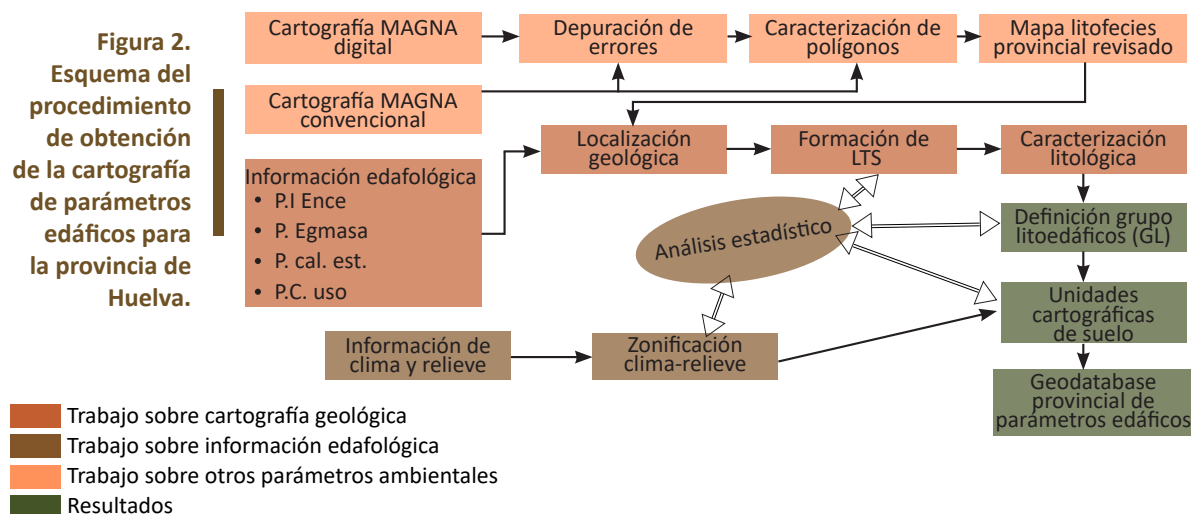 Figura 2.
Esquema del
procedimiento
de obtención
de la cartografía
de parámetros
edáficos para
la provincia de
Huelva.
Cartografía MAGNA
digital
Depuración de
errores
Caracterización de
polígonos
Mapa litofecies
provincial revisado
Cartografía MAGNA
convencional
Localización
geológica
Formación de
LTS
Caracterización
litológica
Información edafológica
• P.I Ence
• P. Egmasa
• P. cal. est.
• P.C. uso
Análisis estadístico
Definición grupo
litoedáficos (GL)
Unidades
cartográficas
de suelo
Información de
clima y relieve
Zonificación
clima-relieve
Geodatabase
provincial de
parámetros edáficos
Trabajo sobre cartografía geológica
Trabajo sobre información edafológica
Trabajo sobre otros parámetros ambientales
Resultados